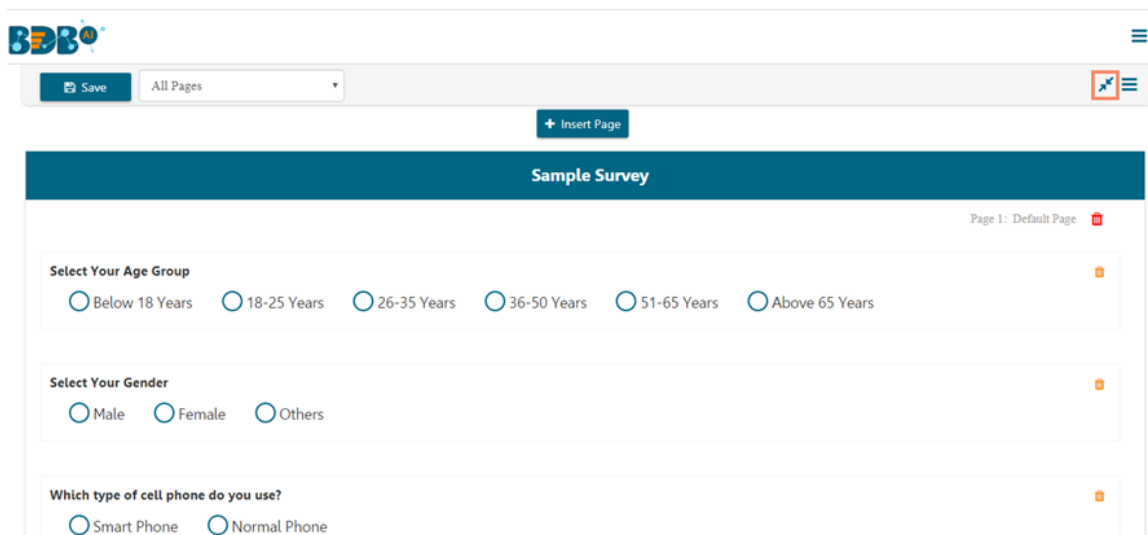 BDB AI
Save
All Pages
+ Insert Page
Sample Survey
Page 1: Default Page
Select Your Age Group
Below 18 Years 18-25 Years 26-35 Years 36-50 Years 51-65 Years Above 65 Years
Select Your Gender
Male Female Others
Which type of cell phone do you use?
Smart Phone Normal Phone